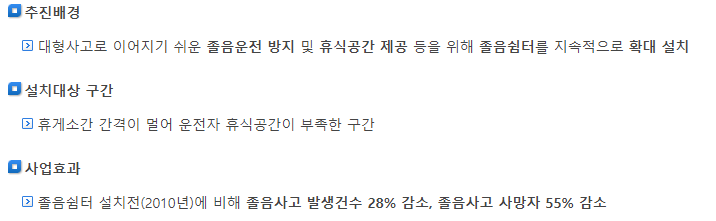 추진배경
대형사고로 이어지기 쉬운 졸음운전 방지 및 휴식공간 제공 등을 위해 졸음쉼터를 지속적으로 확대 설치
설치대상 구간
휴게소간 간격이 멀어 운전자 휴식공간이 부족한 구간
사업효과
졸음쉼터 설치전(2010년)에 비해 졸음사고 발생건수 28% 감소, 졸음사고 사망자 55% 감소